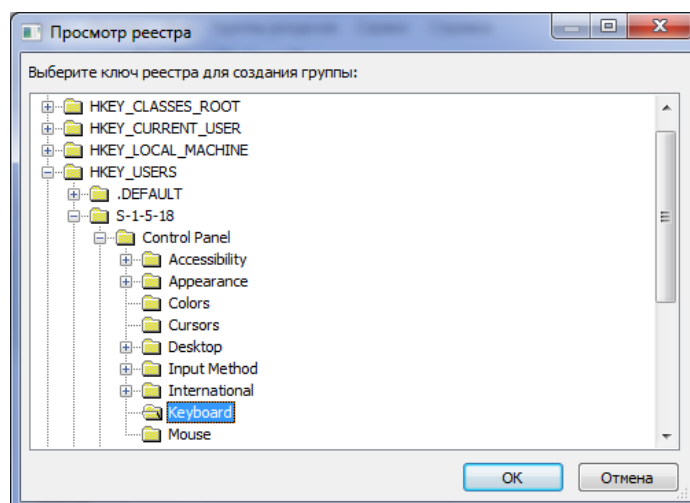 Просмотр реестра
Выберите ключ реестра для создания группы:
HKEY_CLASSES_ROOT
HKEY_CURRENT_USER
HKEY_LOCAL_MACHINE
HKEY_USERS
.DEFAULT
S-1-5-18
Control Panel
Accessibility
Appearance
Colors
Cursors
Desktop
Input Method
International
Keyboard
Mouse
OK Отмена